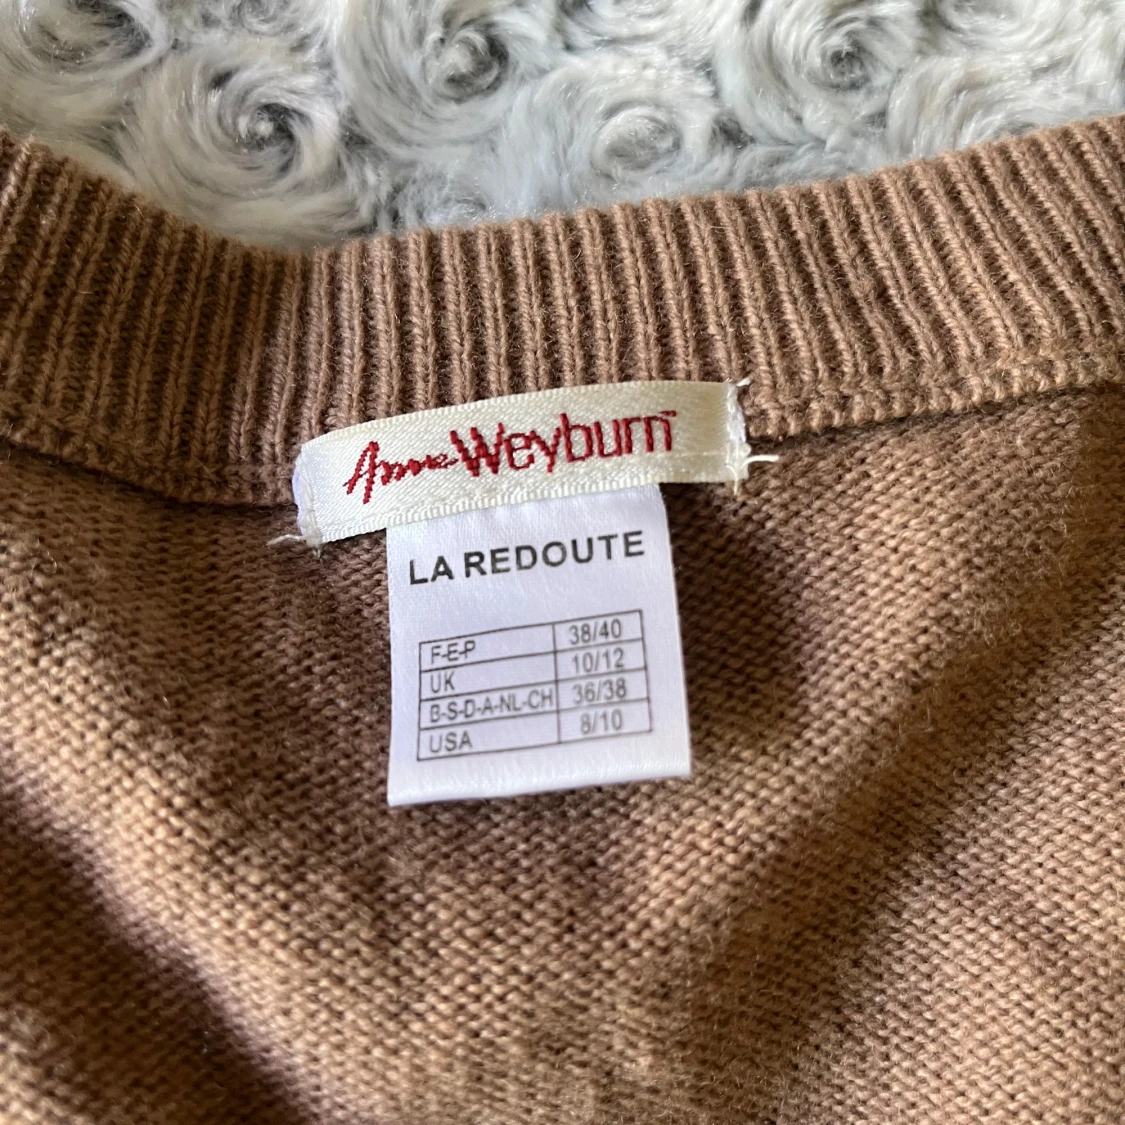 Anne Weyburn
LA REDOUTE
F-E-P 38/40
UK 10/12
B-S-D-A-NL-CH 36/38
USA 8/10